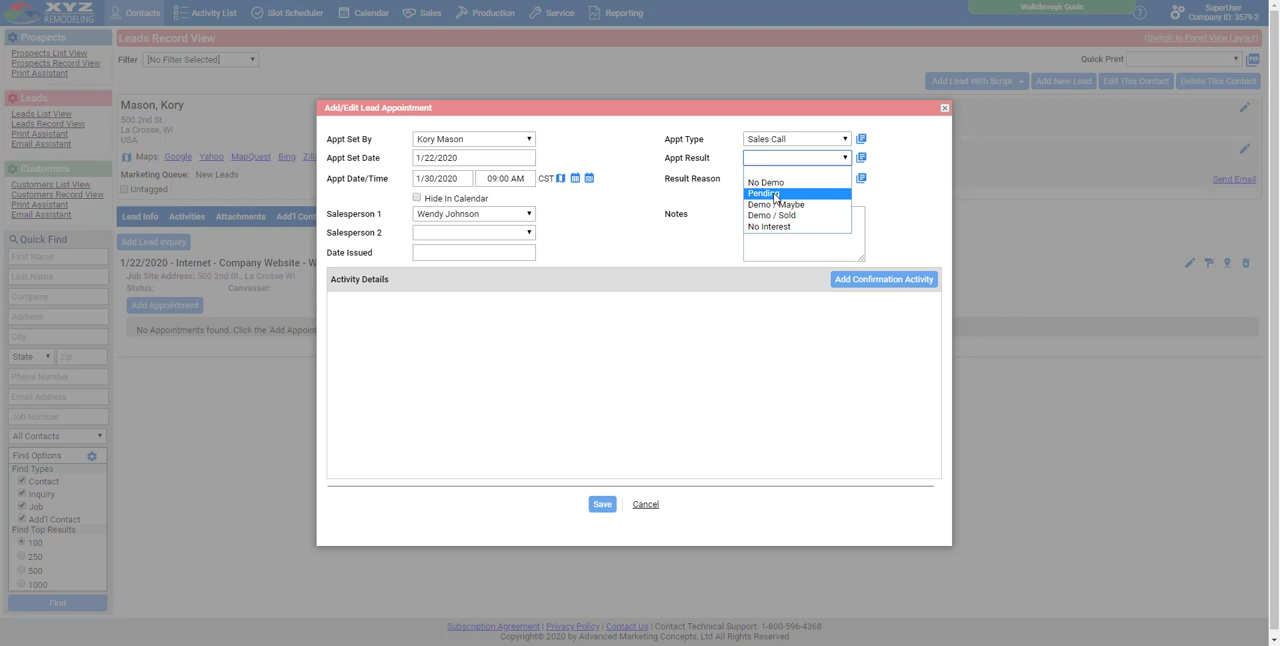 XYZ
REMODELING
Contacts
Activity List
Slot Scheduler
Calendar
Sales
Production
Service
Reporting
Walkthrough Guide
?
SuperUser
Company ID: 3579-2
Prospects
Prospects List View
Prospects Record View
Print Assistant
Leads
Leads List View
Leads Record View
Print Assistant
Email Assistant
Customers
Customers List View
Customers Record View
Print Assistant
Email Assistant
Quick Find
First Name
Last Name
Company
Address
City
State
Zip
Phone Number
Email Address
Job Number
All Contacts
Find Options
Find Types
Contact
Inquiry
Job
Add'l Contact
Find Top Results
100
250
500
1000
Find
Leads Record View
(Switch to Panel View Layout)
Filter [No Filter Selected]
Quick Print
Add Lead With Script
Add New Lead
Edit This Contact
Delete This Contact
Mason, Kory
500 2nd St.
La Crosse, WI
USA
Maps: Google Yahoo MapQuest Bing
Marketing Queue: New Leads
Untagged
Send Email
Lead Info Activities Attachments
Add Lead Inquiry
1/22/2020 - Internet - Company Website - W
Job Site Address: 500 2nd St., La Crosse WI
Status: Canvasser:
Add Appointment
No Appointments found. Click the 'Add Appoint
Add/Edit Lead Appointment
Appt Set By Kory Mason
Appt Set Date 1/22/2020
Appt Date/Time 1/30/2020 09:00 AM CST
Hide In Calendar
Salesperson 1 Wendy Johnson
Salesperson 2
Date Issued
Appt Type Sales Call
Appt Result
Result Reason
Notes
No Demo
Pending
Demo / Maybe
Demo / Sold
No Interest
Activity Details
Add Confirmation Activity
Save
Cancel
Subscription Agreement | Privacy Policy | Contact Us | Contact Technical Support: 1-800-596-4368
Copyright© 2020 by Advanced Marketing Concepts, Ltd All Rights Reserved